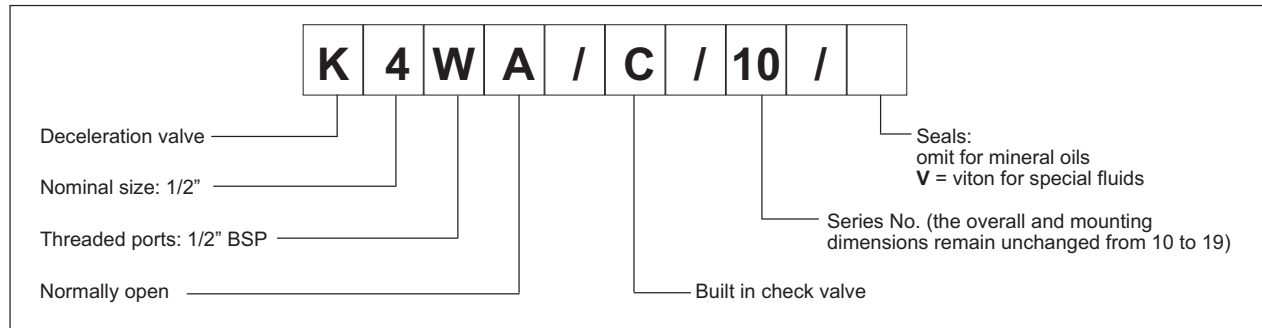 K 4 W A / C / 10 /
Deceleration valve
Nominal size: 1/2”
Threaded ports: 1/2” BSP
Normally open
Seals:
omit for mineral oils
V = viton for special fluids
Series No. (the overall and mounting
dimensions remain unchanged from 10 to 19)
Built in check valve